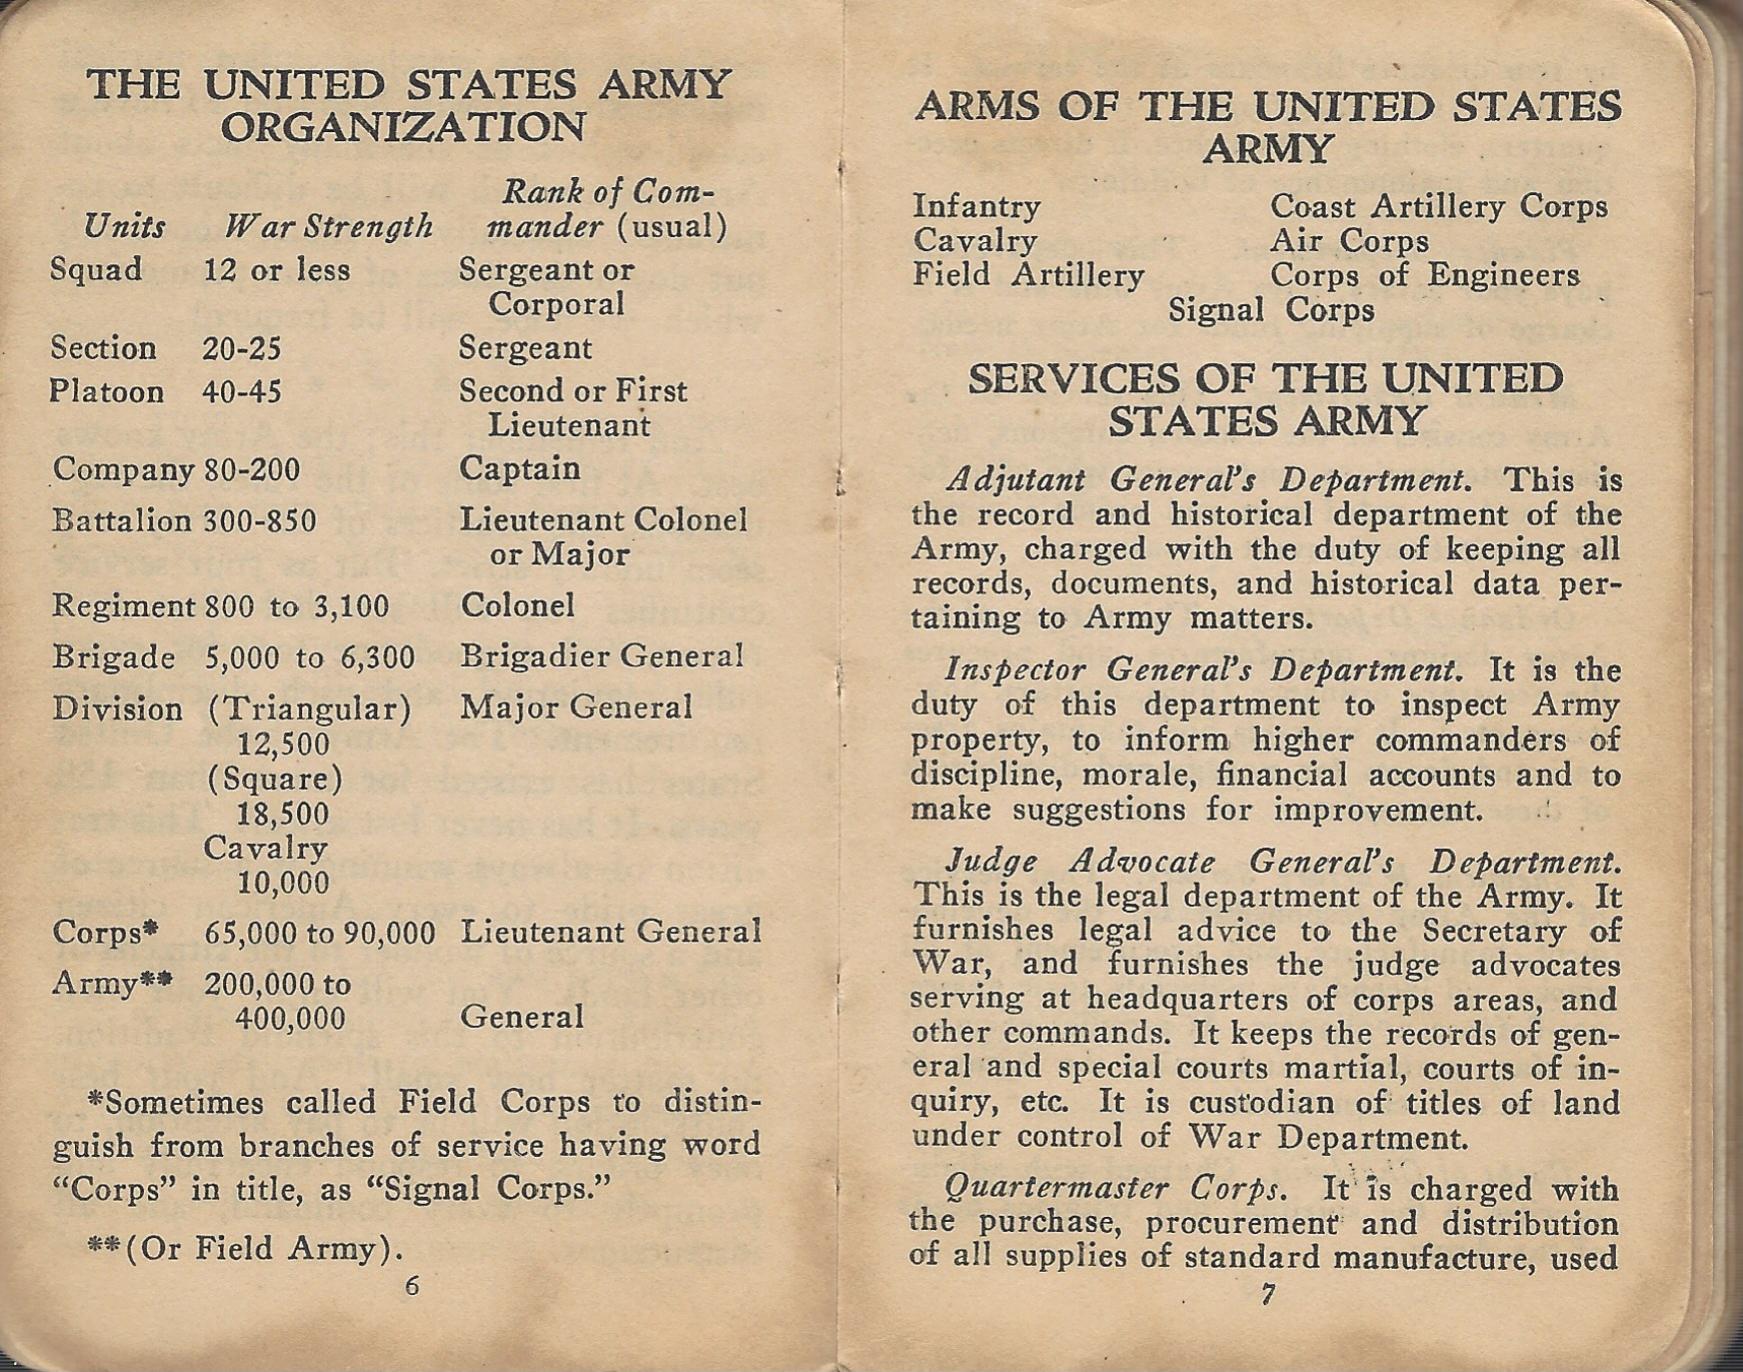 THE UNITED STATES ARMY
ORGANIZATION
Rank of Com-
Units War Strength mander (usual)
Squad 12 or less Sergeant or
Corporal
Section 20-25 Sergeant
Platoon 40-45 Second or First
Lieutenant
Company 80-200 Captain
Battalion 300-850 Lieutenant Colonel
or Major
Regiment 800 to 3,100 Colonel
Brigade 5,000 to 6,300 Brigadier General
Division (Triangular) Major General
12,500
(Square)
18,500
Cavalry
10,000
Corps* 65,000 to 90,000 Lieutenant General
Army** 200,000 to
400,000 General
*Sometimes called Field Corps to distin-
guish from branches of service having word
“Corps” in title, as “Signal Corps.”
**(Or Field Army).
6
ARMS OF THE UNITED STATES
ARMY
Infantry Coast Artillery Corps
Cavalry Air Corps
Field Artillery Corps of Engineers
Signal Corps
SERVICES OF THE UNITED
STATES ARMY
Adjutant General’s Department. This is
the record and historical department of the
Army, charged with the duty of keeping all
records, documents, and historical data per-
taining to Army matters.
Inspector General’s Department. It is the
duty of this department to inspect Army
property, to inform higher commanders of
discipline, morale, financial accounts and to
make suggestions for improvement.
Judge Advocate General’s Department.
This is the legal department of the Army. It
furnishes legal advice to the Secretary of
War, and furnishes the judge advocates
serving at headquarters of corps areas, and
other commands. It keeps the records of gen-
eral and special courts martial, courts of in-
quiry, etc. It is custodian of titles of land
under control of War Department.
Quartermaster Corps. It is charged with
the purchase, procurement and distribution
of all supplies of standard manufacture, used
7